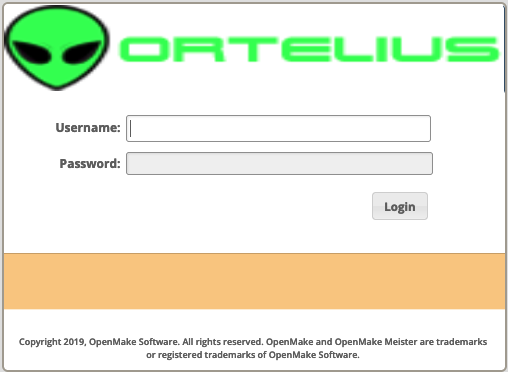 ORTELIUS
Username:
Password:
Login
Copyright 2019, OpenMake Software. All rights reserved. OpenMake and OpenMake Meister are trademarks
or registered trademarks of OpenMake Software.